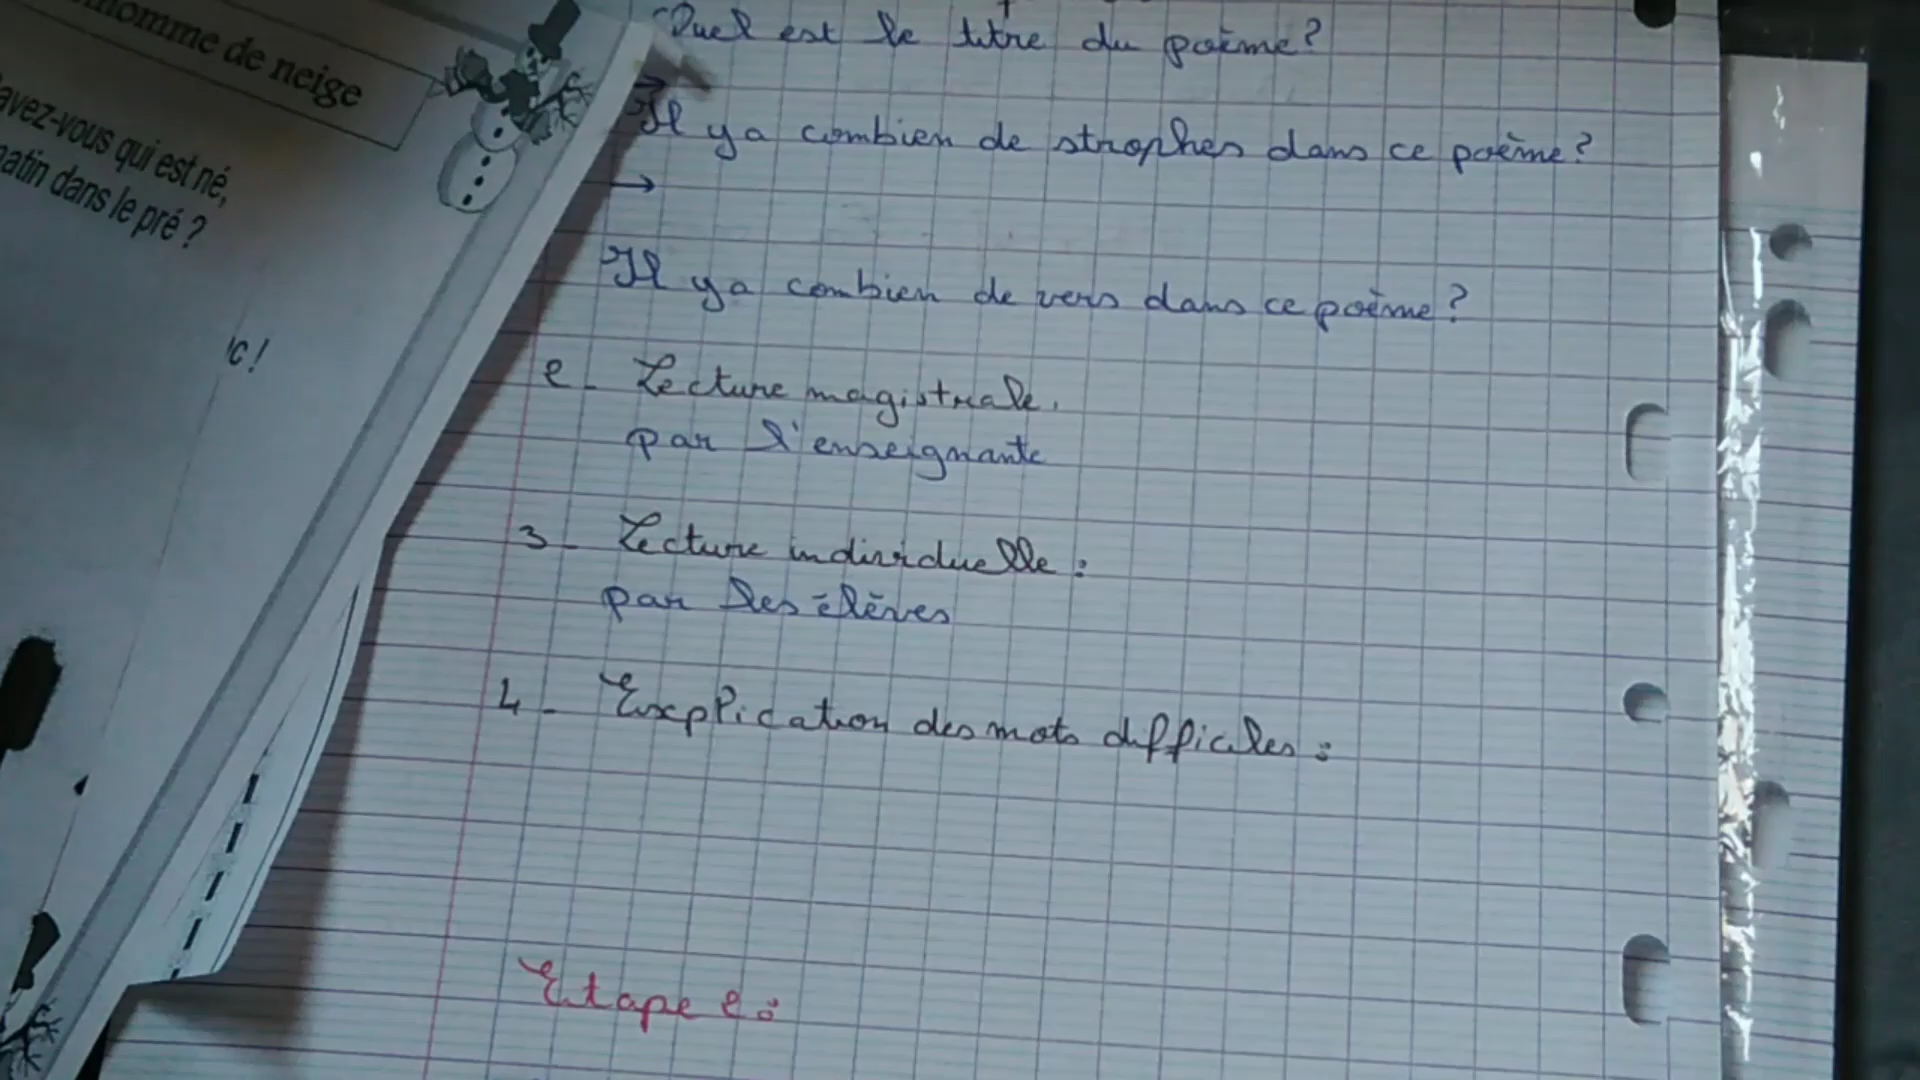 homme de neige
avez-vous qui est né,
matin dans le pré ?
c !
Quel est le titre du poème?
→
Il y a combien de strophes dans ce poème?
→
Il y a combien de vers dans ce poème?
2 - Lecture magistrale.
par l'enseignante
3 - Lecture individuelle :
par les élèves
4 - Explication des mots difficiles :
Etape 2 :